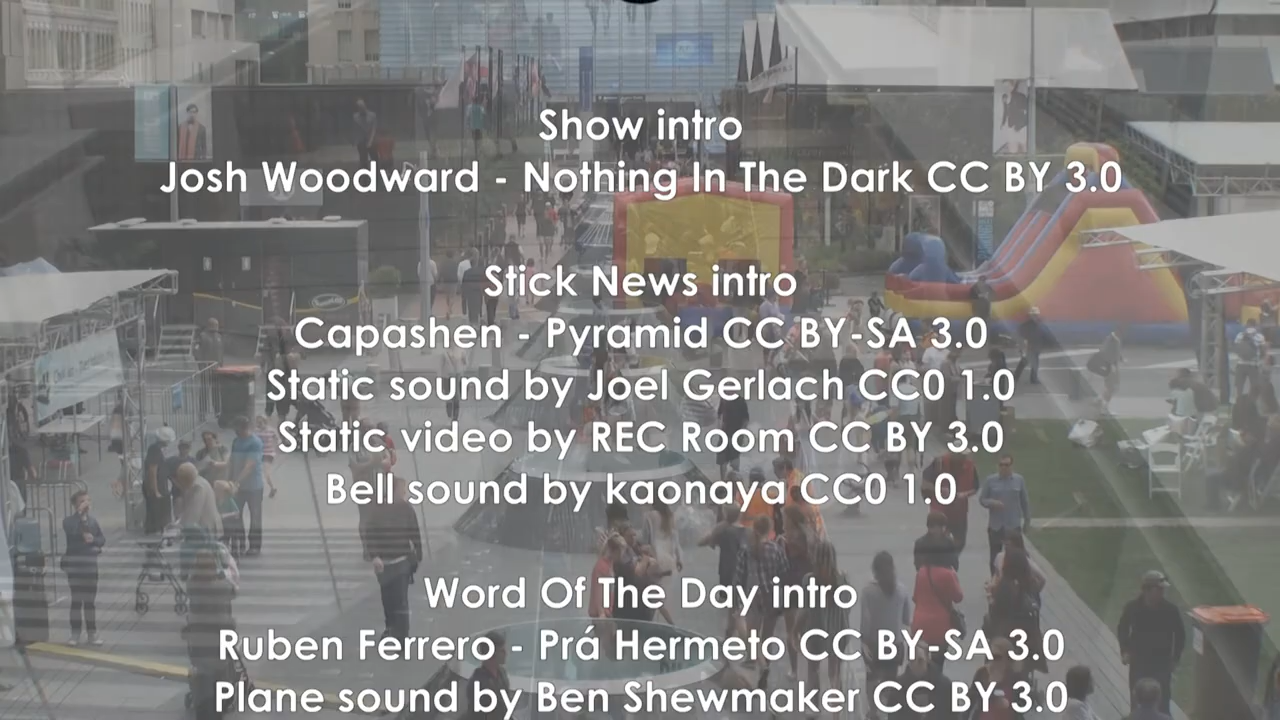 Show intro
Josh Woodward - Nothing In The Dark CC BY 3.0
Stick News intro
Capashen - Pyramid CC BY-SA 3.0
Static sound by Joel Gerlach CC0 1.0
Static video by REC Room CC BY 3.0
Bell sound by kaonaya CC0 1.0
Word Of The Day intro
Ruben Ferrero - Prá Hermeto CC BY-SA 3.0
Plane sound by Ben Shewmaker CC BY 3.0